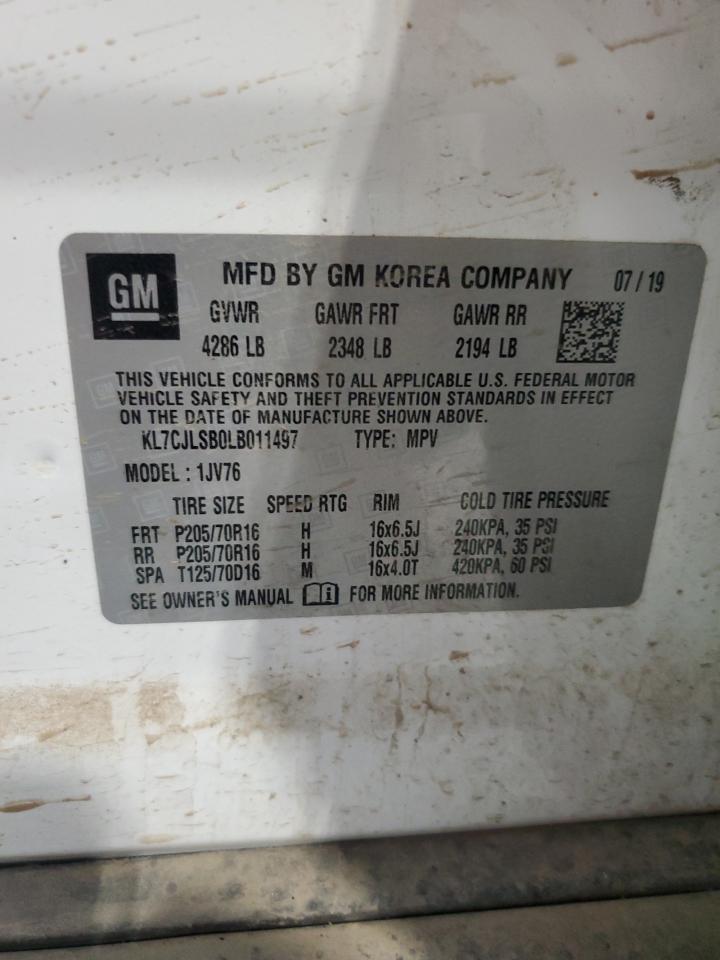 GM
MFD BY GM KOREA COMPANY 07/19
GVWR GAWR FRT GAWR RR
4286 LB 2348 LB 2194 LB
THIS VEHICLE CONFORMS TO ALL APPLICABLE U.S. FEDERAL MOTOR
VEHICLE SAFETY AND THEFT PREVENTION STANDARDS IN EFFECT
ON THE DATE OF MANUFACTURE SHOWN ABOVE.
KL7CJLSB0LB011497 TYPE: MPV
MODEL : 1JV76
TIRE SIZE SPEED RTG RIM COLD TIRE PRESSURE
FRT P205/70R16 H 16x6.5J 240KPA, 35 PSI
RR P205/70R16 H 16x6.5J 240KPA, 35 PSI
SPA T125/70D16 M 16x4.0T 420KPA, 60 PSI
SEE OWNER'S MANUAL i FOR MORE INFORMATION.